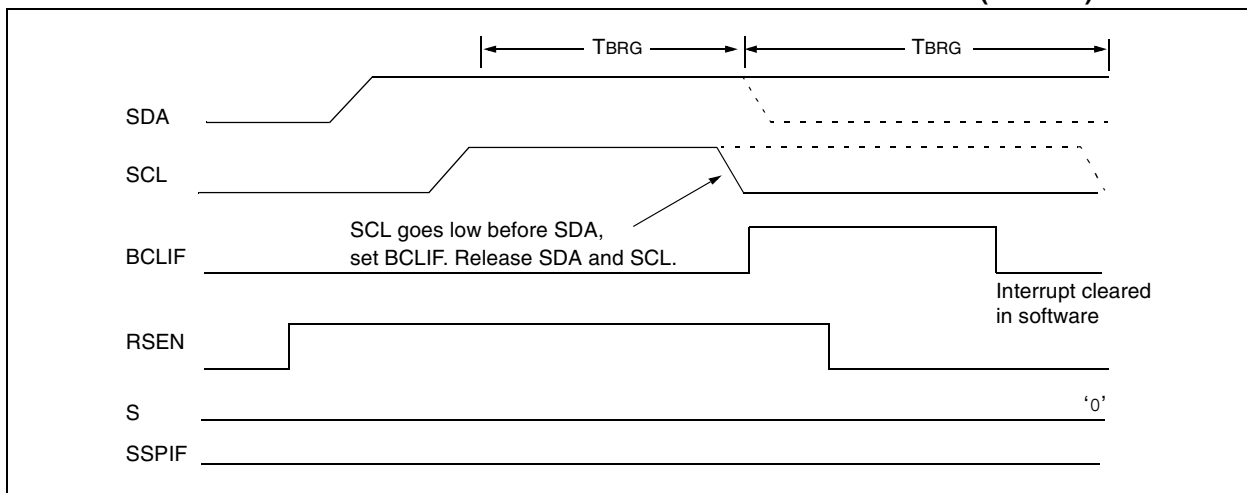 TBRG
TBRG
SDA
SCL
SCL goes low before SDA,
set BCLIF. Release SDA and SCL.
BCLIF
Interrupt cleared
in software
RSEN
S
‘0’
SSPIF